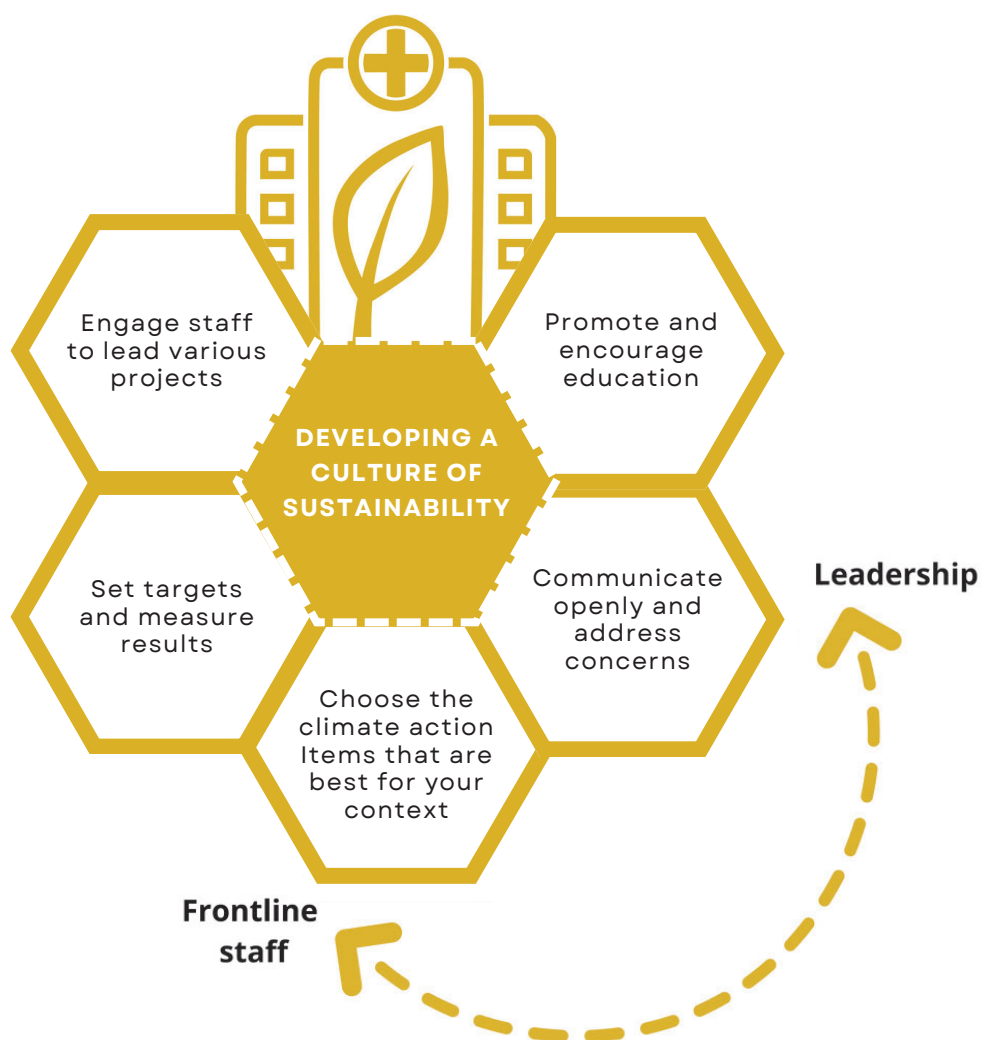 Engage staff
to lead various
projects
Promote and
encourage
education
DEVELOPING A
CULTURE OF
SUSTAINABILITY
Set targets
and measure
results
Communicate
openly and
address
concerns
Choose the
climate action
Items that are
best for your
context
Leadership
Frontline
staff